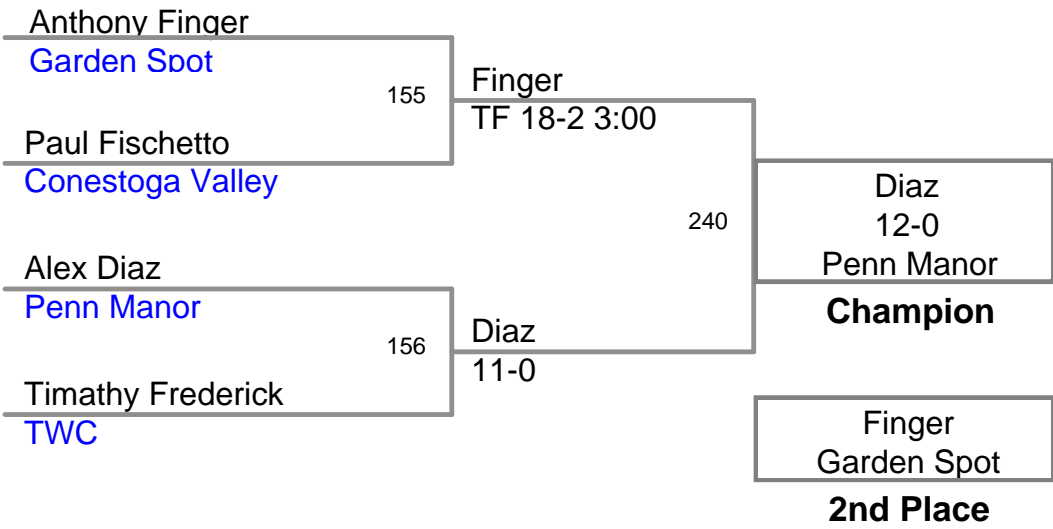 Anthony Finger
Garden Spot
155
Finger
TF 18-2 3:00
Paul Fischetto
Conestoga Valley
240
Diaz
12-0
Penn Manor
Champion
Alex Diaz
Penn Manor
156
Diaz
11-0
Timathy Frederick
TWC
Finger
Garden Spot
2nd Place